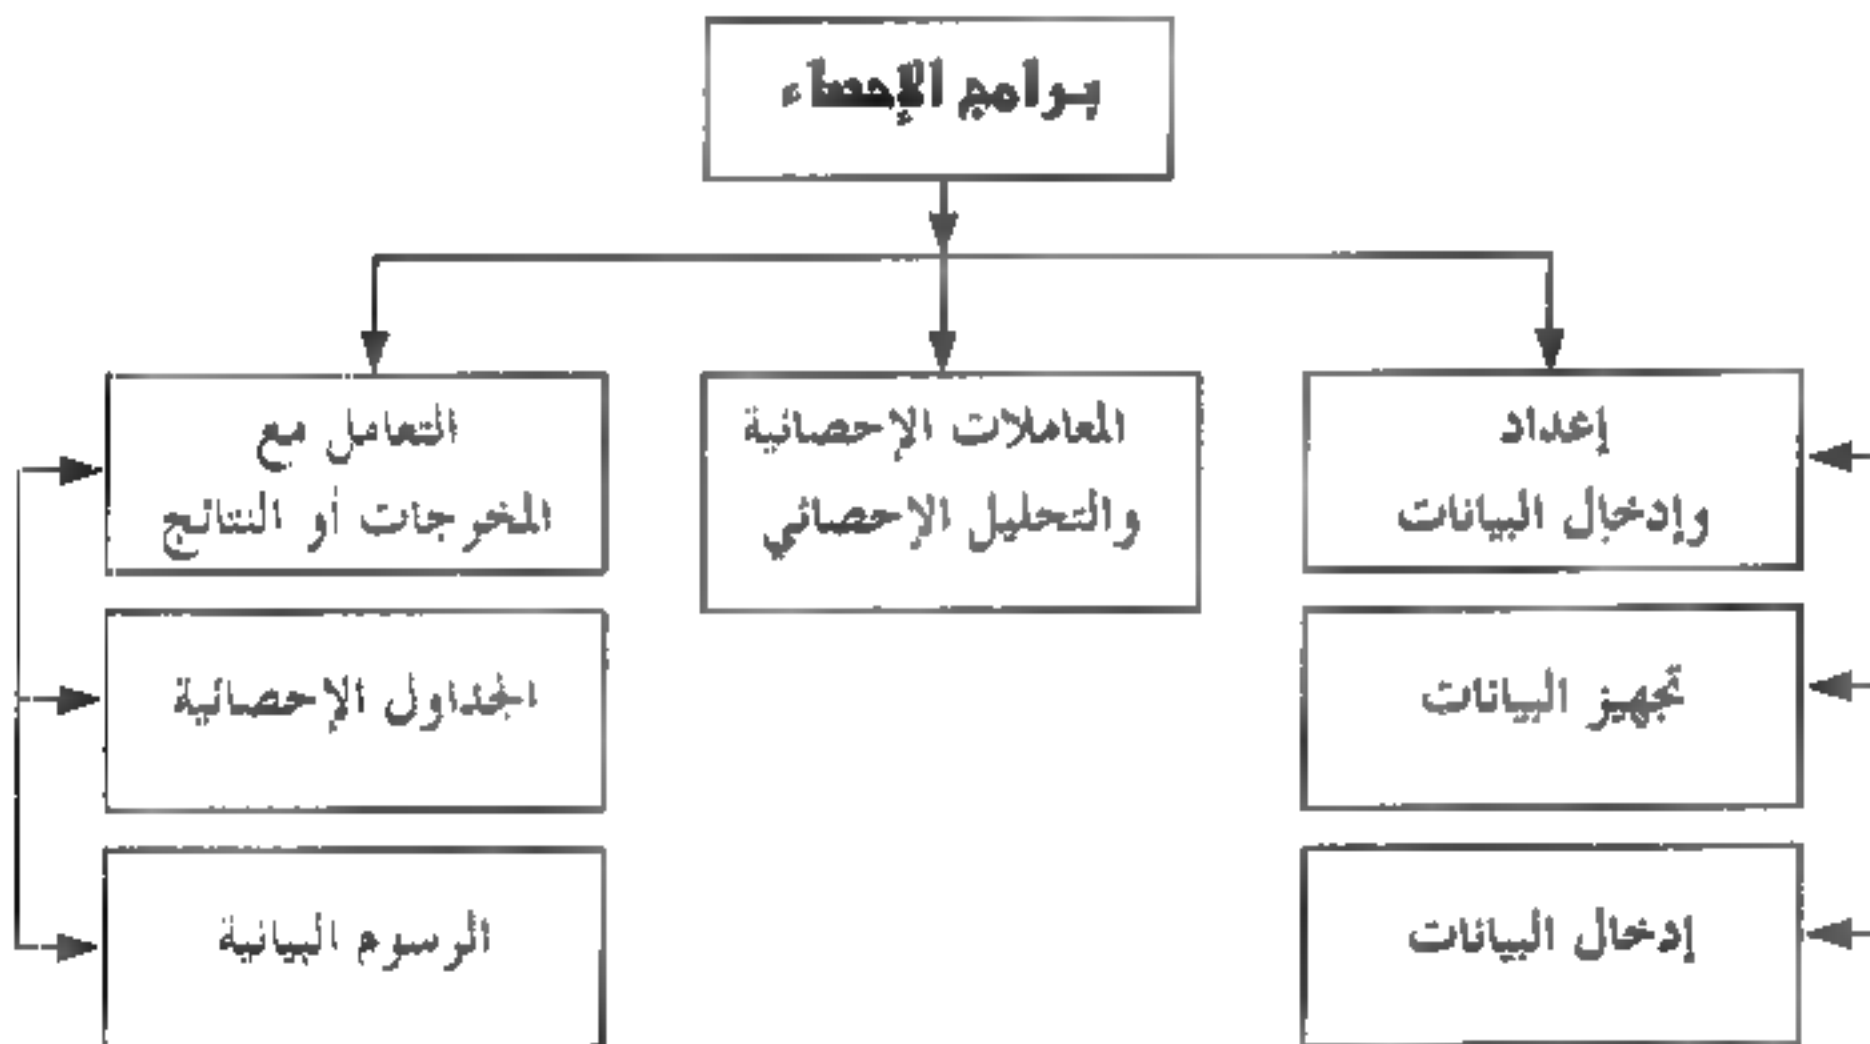 برامج الإحصاء
إعداد
وإدخال البيانات
المعاملات الإحصائية
والتحليل الإحصائي
التعامل مع
المخرجات أو النتائج
تجهيز البيانات
الجداول الإحصائية
إدخال البيانات
الرسوم البيانية